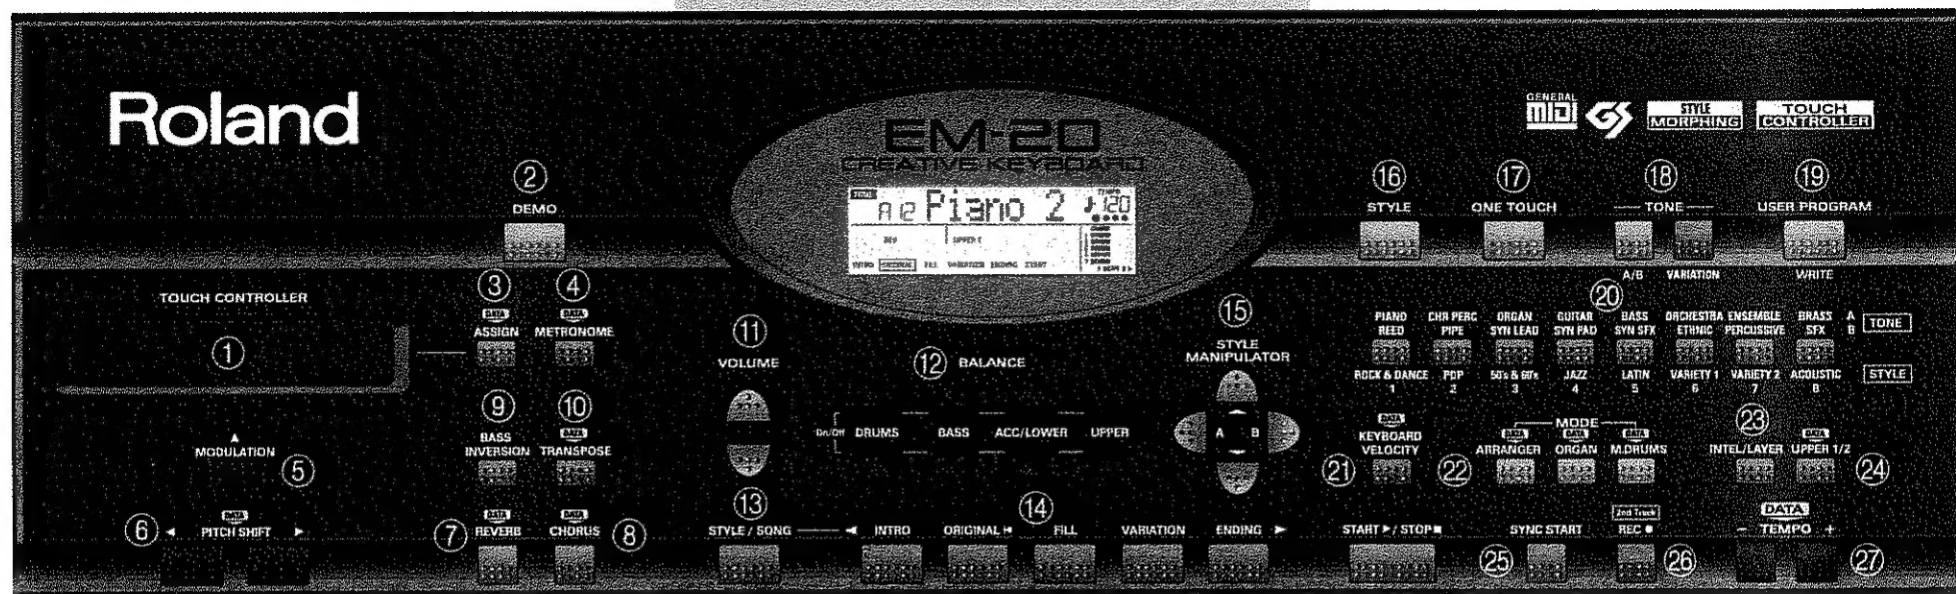 Roland
EM-20
CREATIVE KEYBOARD
GENERAL
MIDI GS
STYLE
MORPHING
TOUCH
CONTROLLER
② DEMO
A12 Piano 2
TEMPO
♪120
⑯ STYLE
⑰ ONE TOUCH
⑱ TONE
A/B VARIATION
⑲ USER PROGRAM
WRITE
TOUCH CONTROLLER
①
③ DATA
ASSIGN
④ DATA
METRONOME
▲
MODULATION
⑤
⑥ ◄ DATA PITCH SHIFT ►
⑨ BASS
INVERSION
⑩ DATA
TRANSPOSE
⑦ DATA
REVERB
⑧ DATA
CHORUS
⑪
VOLUME
⑫ BALANCE
On/Off DRUMS BASS ACC/LOWER UPPER
⑮
STYLE
MANIPULATOR
A B
⑬
STYLE / SONG
⑭
◄ INTRO ORIGINAL FILL VARIATION ENDING ►
⑳
PIANO CHR PERC ORGAN GUITAR BASS ORCHESTRA ENSEMBLE BRASS A
REED PIPE SYN LEAD SYN PAD SYN SFX ETHNIC PERCUSSIVE SFX B
TONE
ROCK & DANCE POP 50's & 60's JAZZ LATIN VARIETY 1 VARIETY 2 ACOUSTIC
1 2 3 4 5 6 7 8
STYLE
㉑ DATA
KEYBOARD
VELOCITY
㉒ MODE
DATA DATA DATA
ARRANGER ORGAN M.DRUMS
㉓
INTEL/LAYER
㉔ DATA
UPPER 1/2
START ►/ STOP ■
㉕ SYNC START
㉖ 2nd Track
REC ●
㉗ DATA
− TEMPO +